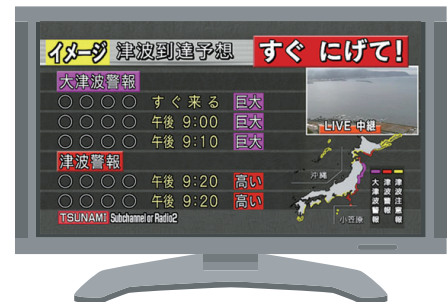 イメージ 津波到達予想 すぐ にげて!
大津波警報
○○○○ すぐ来る 巨大
○○○○ 午後 9:00 巨大
○○○○ 午後 9:10 巨大
津波警報
○○○○ 午後 9:20 高い
○○○○ 午後 9:20 高い
TSUNAMI Subchannel or Radio2
LIVE 中継
沖縄
小笠原
大津波警報
津波警報
津波注意報